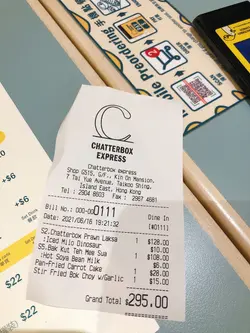 Mobile Preordering
CHATTERBOX
EXPRESS
Chatterbox express
Shop G515, G/F., Kin On Mansion,
7 Tai Yue Avenue, Taikoo Shing,
Island East, Hong Kong
Tel : 2904 8803 Fax : 2967 4681
Bill No.: 000-000111 Dine In
Date: 2021/06/16 19:21:32 [#0111]
S2.Chatterbox Prawn Laksa 1 $128.00
:Iced Milo Dinosaur 1 $10.00
S5.Bak Kut Teh Mee Sua 1 $108.00
:Hot Soya Bean Milk 1 $6.00
Pan-Fried Carrot Cake 1 $28.00
Stir Fried Bok Choy w/Garlic 1 $15.00
Grand Total $295.00
+$6
+$6
$22
$22